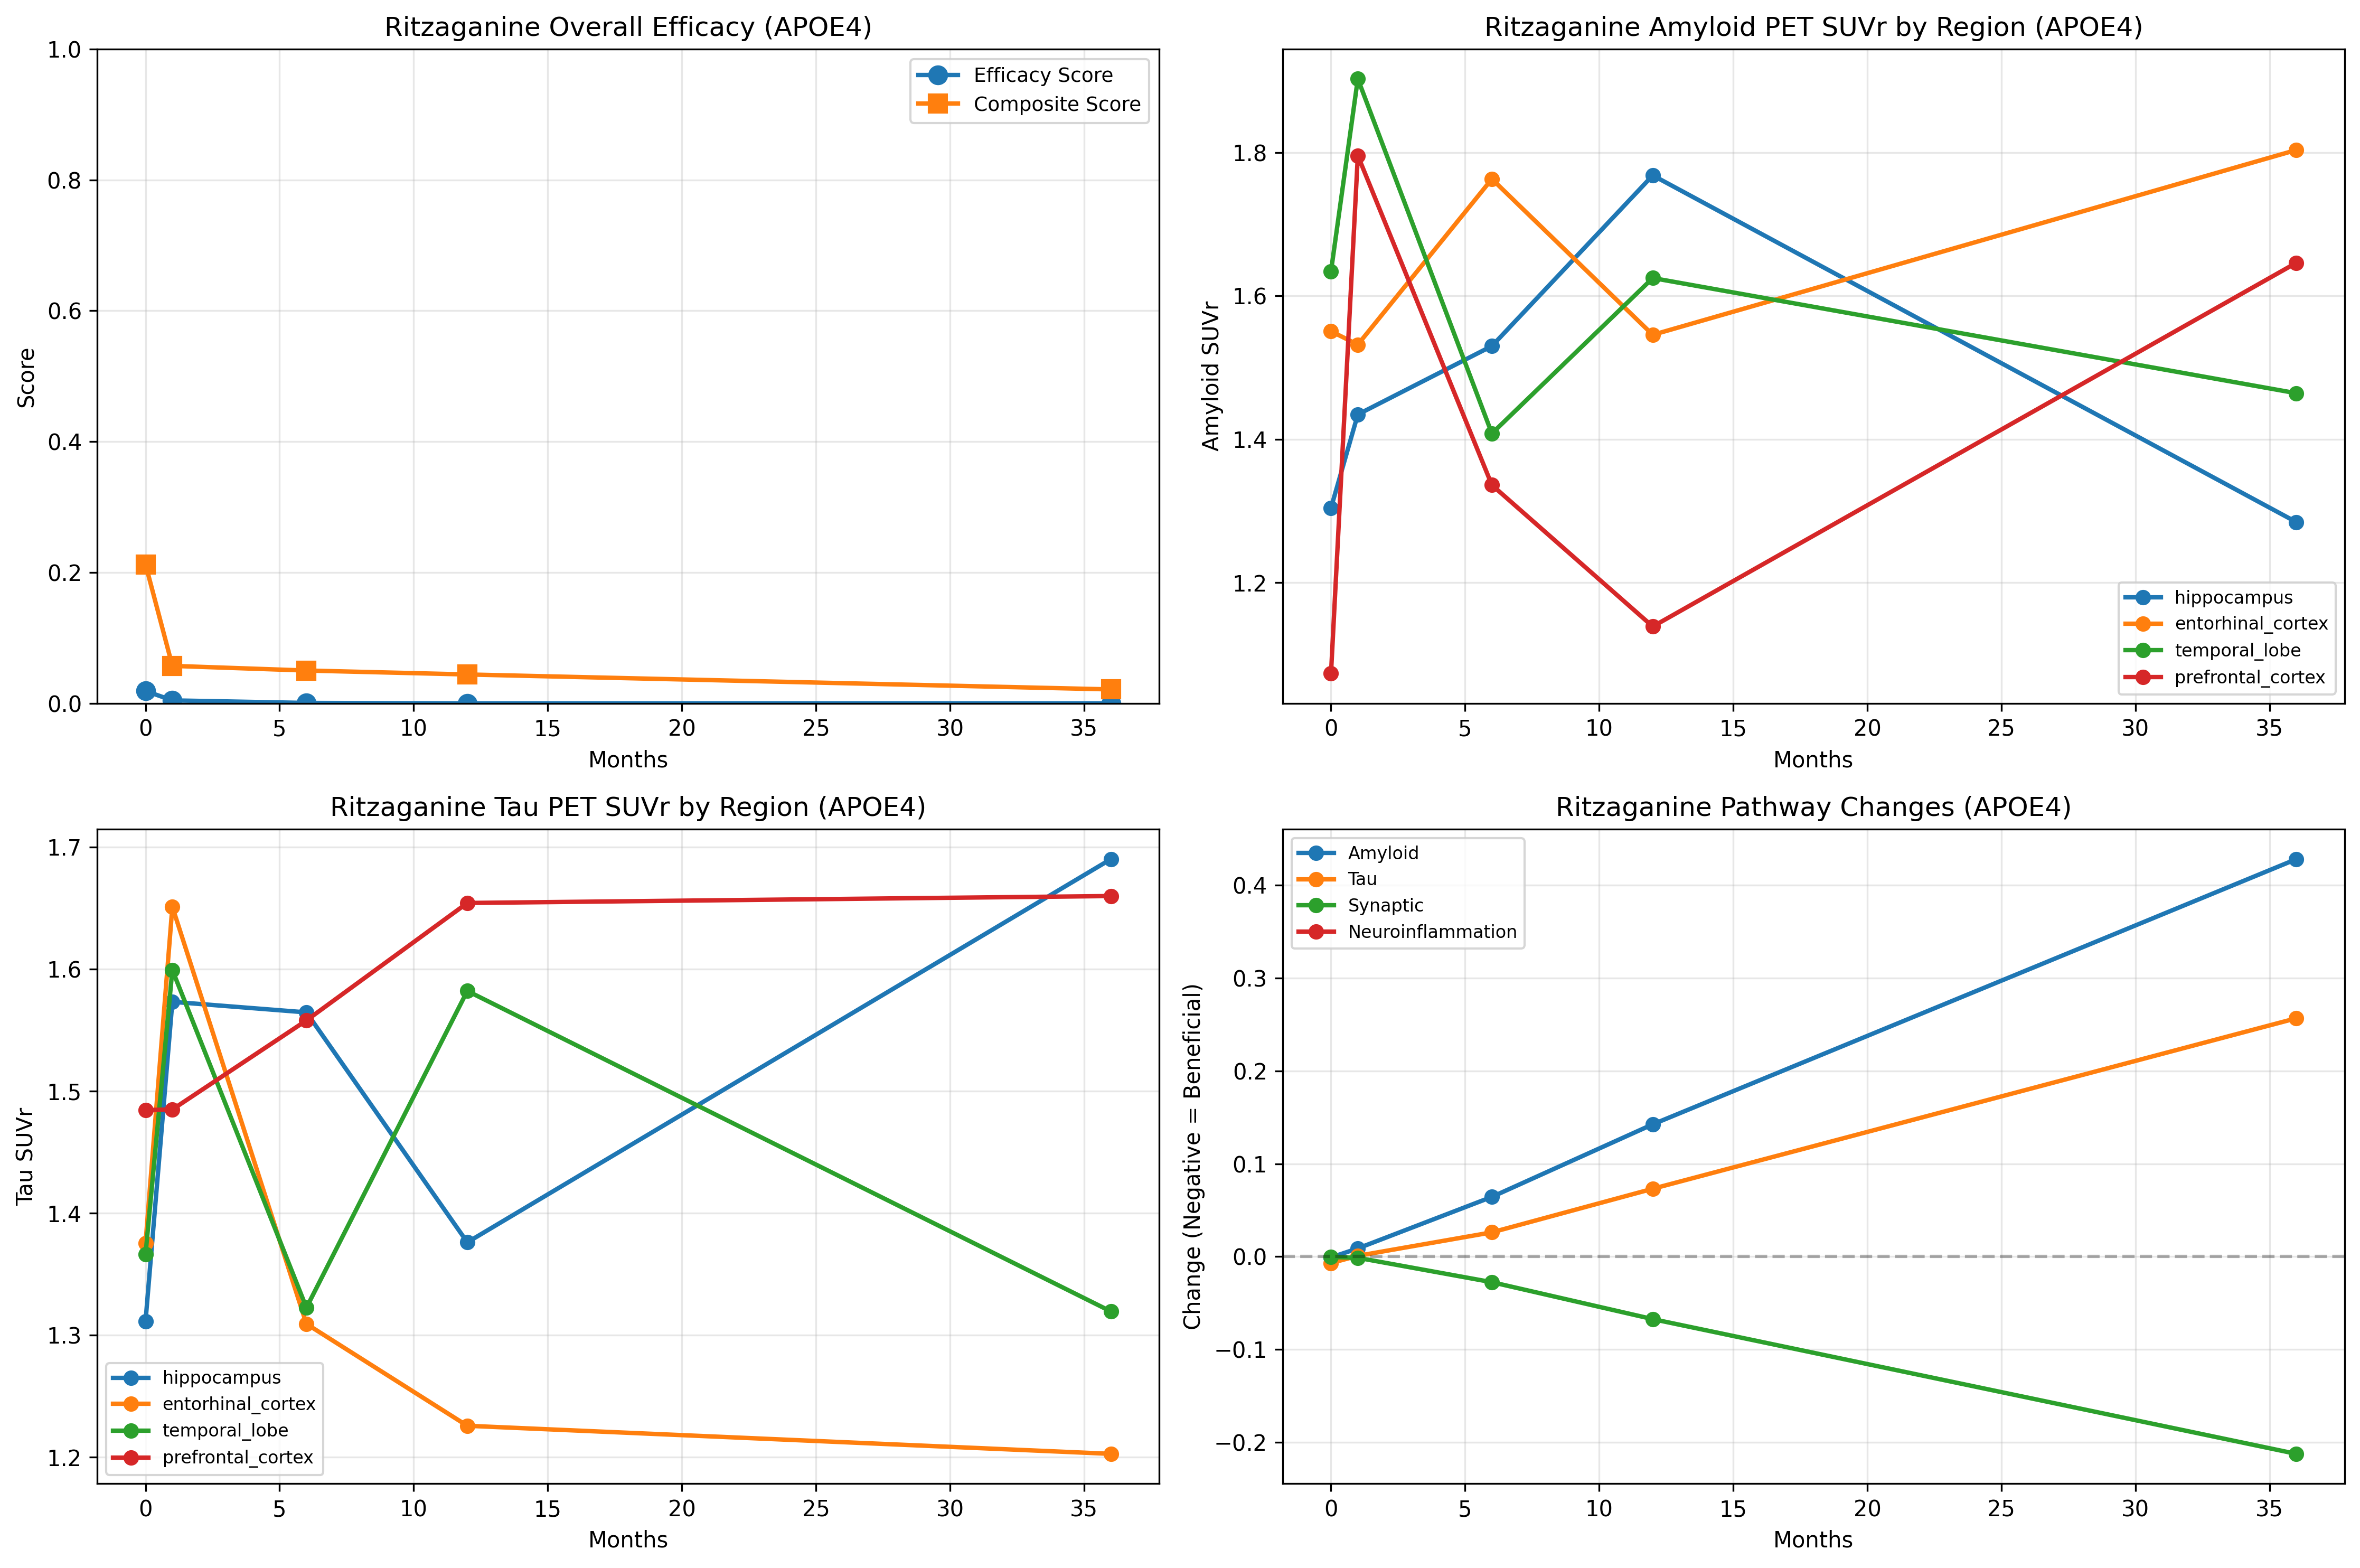 Ritzaganine Overall Efficacy (APOE4)
Score
1.0
0.8
0.6
0.4
0.2
0.0
Efficacy Score
Composite Score
0 5 10 15 20 25 30 35
Months
Ritzaganine Amyloid PET SUVr by Region (APOE4)
Amyloid SUVr
1.8
1.6
1.4
1.2
hippocampus
entorhinal_cortex
temporal_lobe
prefrontal_cortex
0 5 10 15 20 25 30 35
Months
Ritzaganine Tau PET SUVr by Region (APOE4)
Tau SUVr
1.7
1.6
1.5
1.4
1.3
1.2
hippocampus
entorhinal_cortex
temporal_lobe
prefrontal_cortex
0 5 10 15 20 25 30 35
Months
Ritzaganine Pathway Changes (APOE4)
Change (Negative = Beneficial)
Amyloid
Tau
Synaptic
Neuroinflammation
0.4
0.3
0.2
0.1
0.0
−0.1
−0.2
0 5 10 15 20 25 30 35
Months